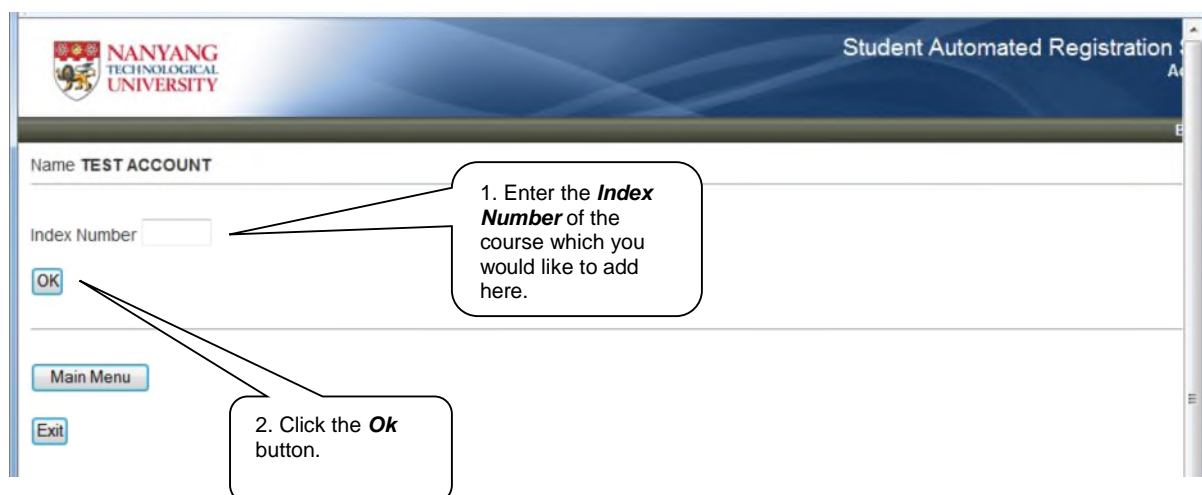 NANYANG
TECHNOLOGICAL
UNIVERSITY
Student Automated Registration
Name TEST ACCOUNT
Index Number
1. Enter the Index
Number of the
course which you
would like to add
here.
OK
Main Menu
2. Click the Ok
button.
Exit